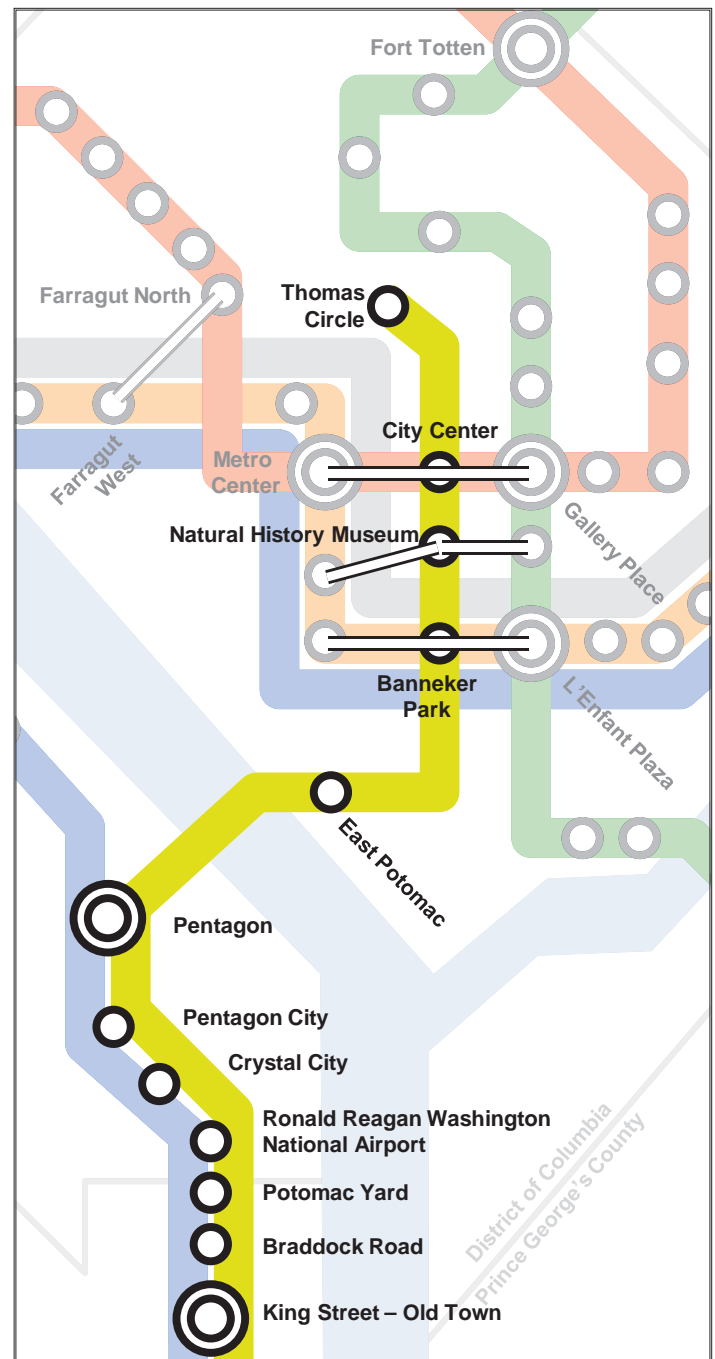 Fort Totten
Farragut North
Thomas
Circle
City Center
Metro
Center
Farragut
West
Natural History Museum
Gallery Place
Banneker
Park
L'Enfant Plaza
East Potomac
Pentagon
Pentagon City
Crystal City
Ronald Reagan Washington
National Airport
Potomac Yard
Braddock Road
District of Columbia
Prince George's County
King Street – Old Town